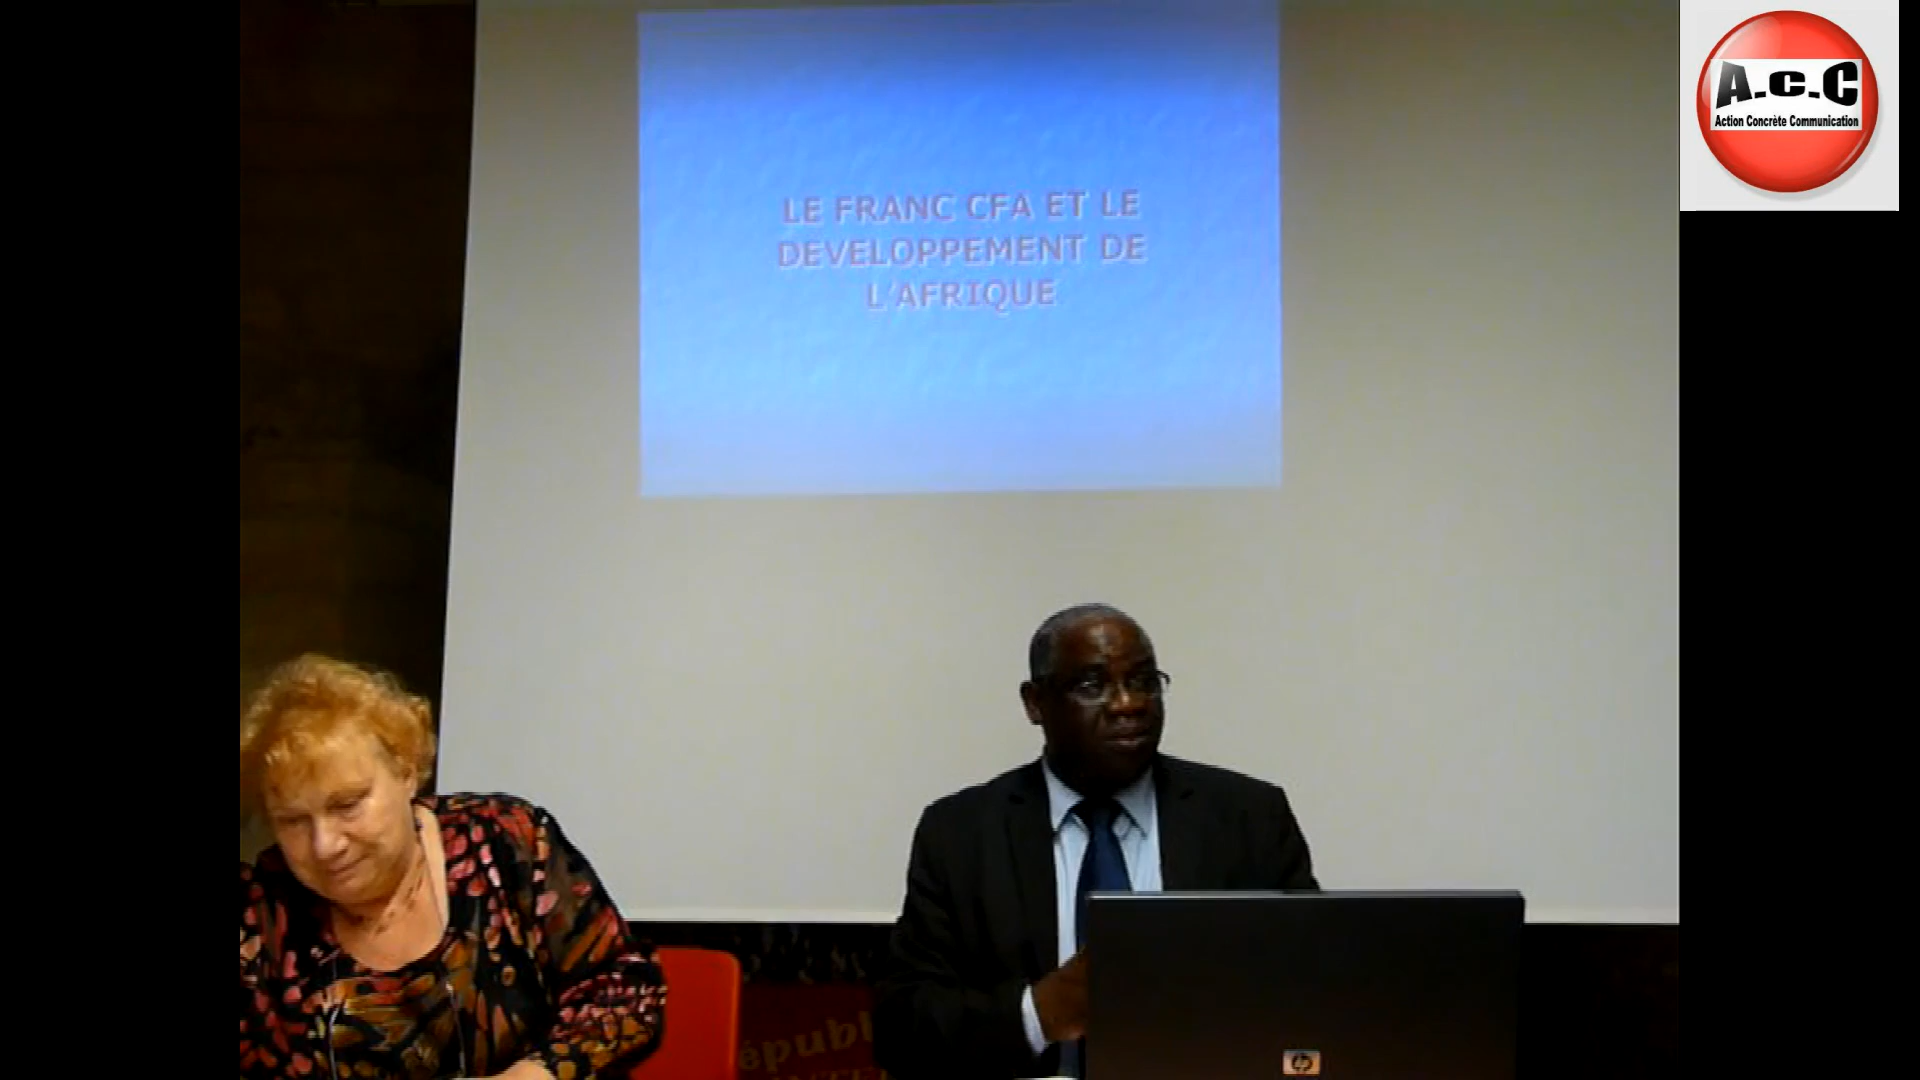 LE FRANC CFA ET LE
DEVELOPPEMENT DE
L'AFRIQUE
A.C.C
Action Concrète Communication
hp